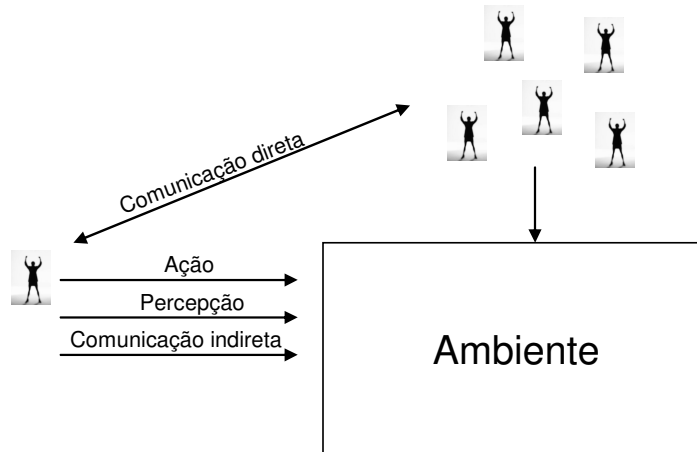 Comunicação direta
Ação
Percepção
Comunicação indireta
Ambiente